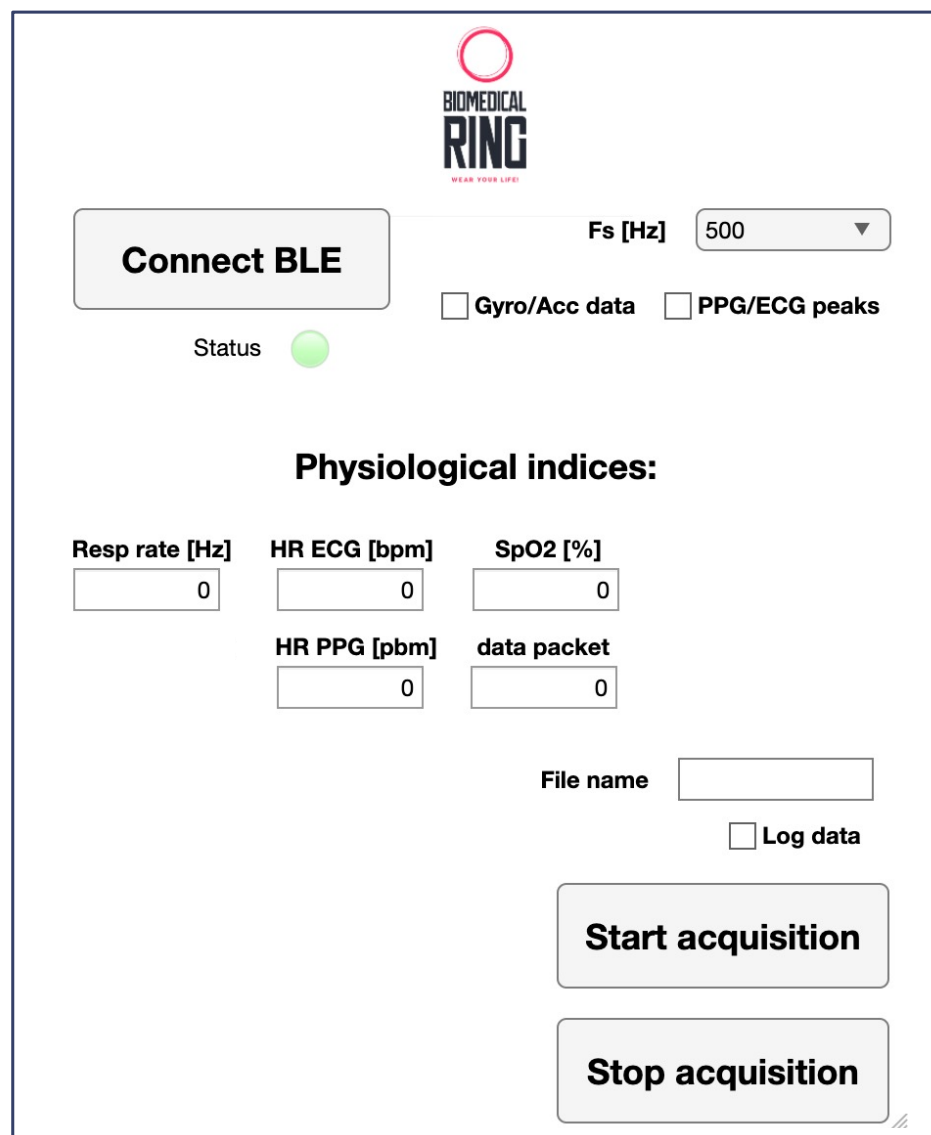 BIOMEDICAL
RING
WEAR YOUR LIFE!
Connect BLE
Fs [Hz] 500
Gyro/Acc data PPG/ECG peaks
Status
Physiological indices:
Resp rate [Hz] HR ECG [bpm] SpO2 [%]
0 0 0
HR PPG [pbm] data packet
0 0
File name
Log data
Start acquisition
Stop acquisition